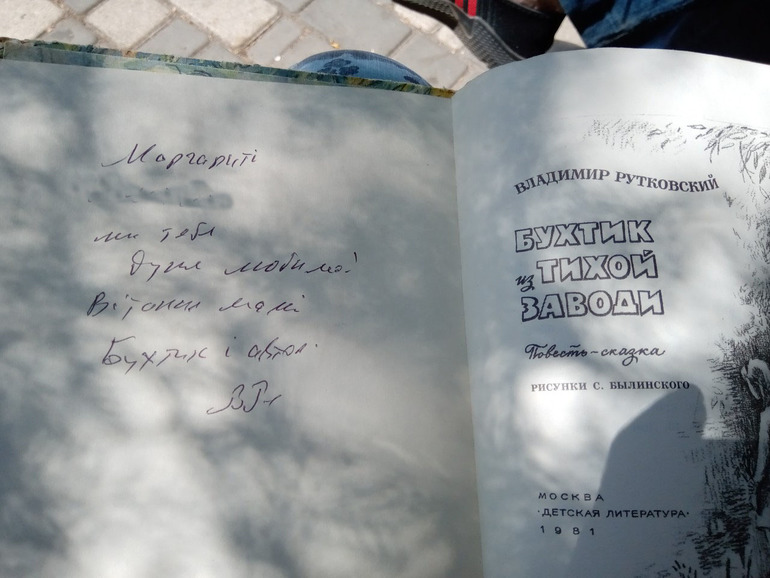 Маргариті
ми тебе
дуже любимо!
мамі
Бухтик і автор.
ВЛАДИМИР РУТКОВСКИЙ
БУХТИК
из ТИХОЙ
ЗАВОДИ
Повесть-сказка
РИСУНКИ С. БЫЛИНСКОГО
МОСКВА
«ДЕТСКАЯ ЛИТЕРАТУРА»
1981